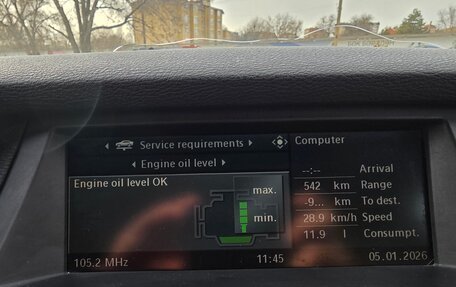 Service requirements
Engine oil level
Engine oil level OK
max.
min.
105.2 MHz
11:45
Computer
--:-- Arrival
542 km Range
-9... km To dest.
28.9 km/h Speed
11.9 l Consumpt.
05.01.2026